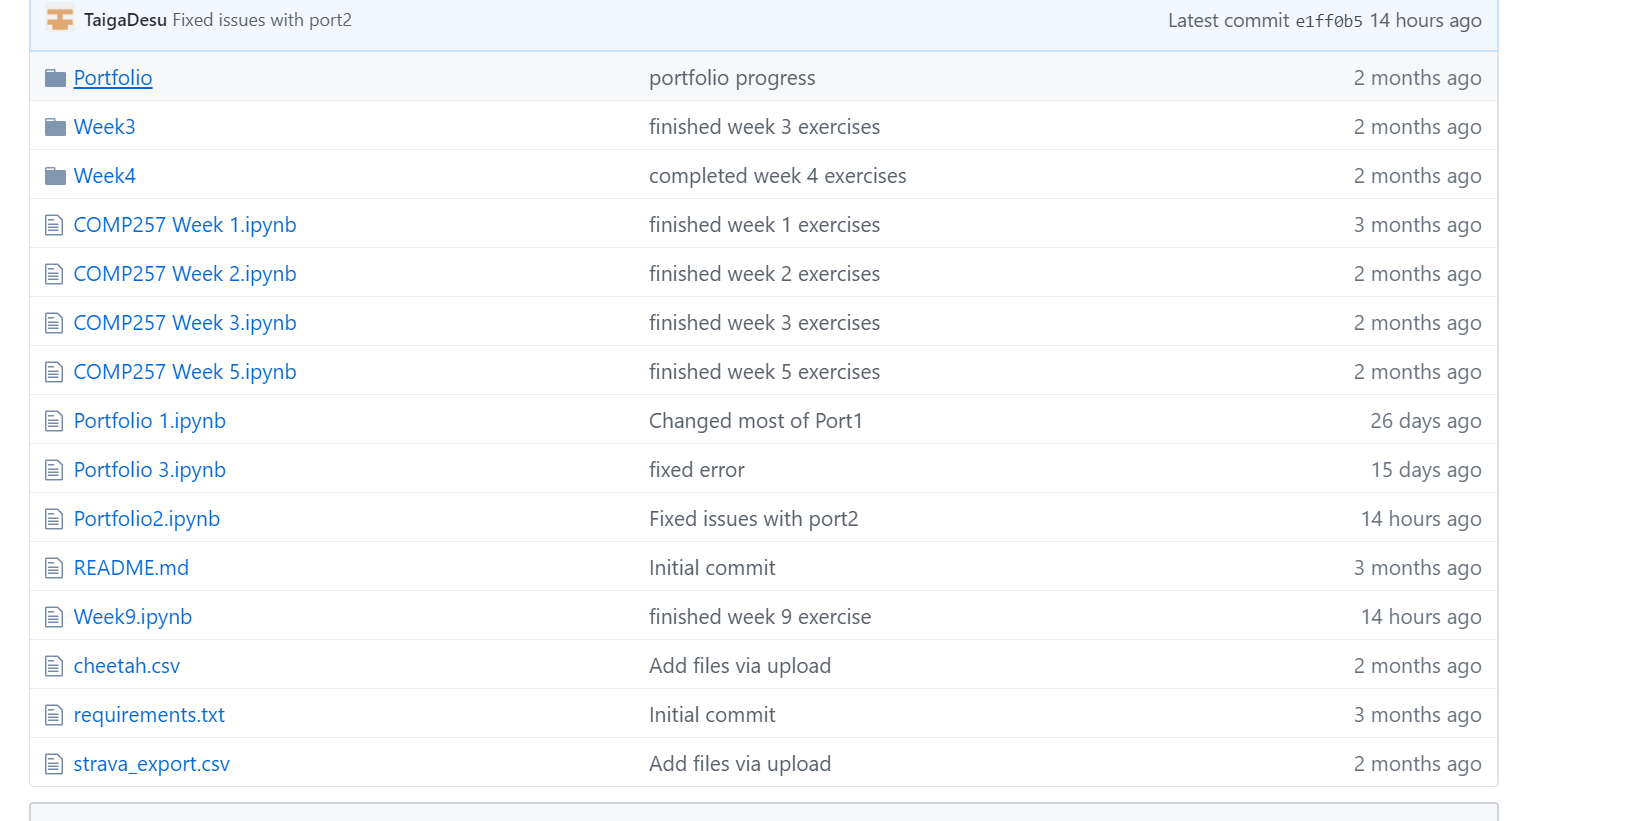 TaigaDesu Fixed issues with port2 Latest commit e1ff0b5 14 hours ago
Portfolio portfolio progress 2 months ago
Week3 finished week 3 exercises 2 months ago
Week4 completed week 4 exercises 2 months ago
COMP257 Week 1.ipynb finished week 1 exercises 3 months ago
COMP257 Week 2.ipynb finished week 2 exercises 2 months ago
COMP257 Week 3.ipynb finished week 3 exercises 2 months ago
COMP257 Week 5.ipynb finished week 5 exercises 2 months ago
Portfolio 1.ipynb Changed most of Port1 26 days ago
Portfolio 3.ipynb fixed error 15 days ago
Portfolio2.ipynb Fixed issues with port2 14 hours ago
README.md Initial commit 3 months ago
Week9.ipynb finished week 9 exercise 14 hours ago
cheetah.csv Add files via upload 2 months ago
requirements.txt Initial commit 3 months ago
strava_export.csv Add files via upload 2 months ago